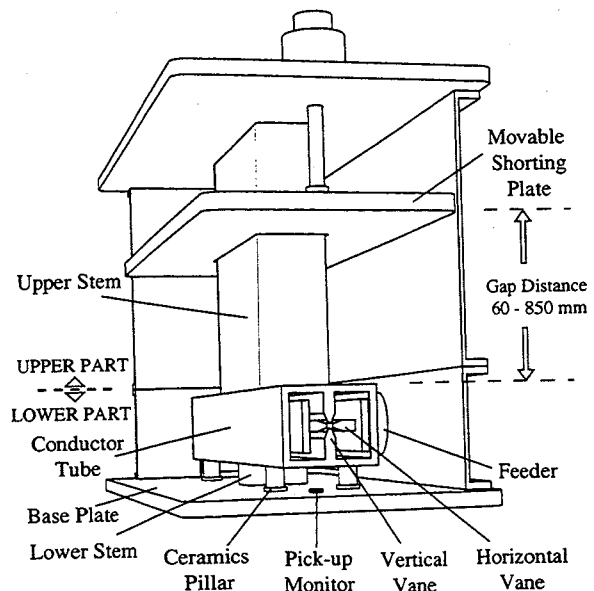 Movable
Shorting
Plate
Gap Distance
60 - 850 mm
Upper Stem
UPPER PART
LOWER PART
Conductor
Tube
Feeder
Base Plate
Lower Stem
Ceramics
Pillar
Pick-up
Monitor
Vertical
Vane
Horizontal
Vane